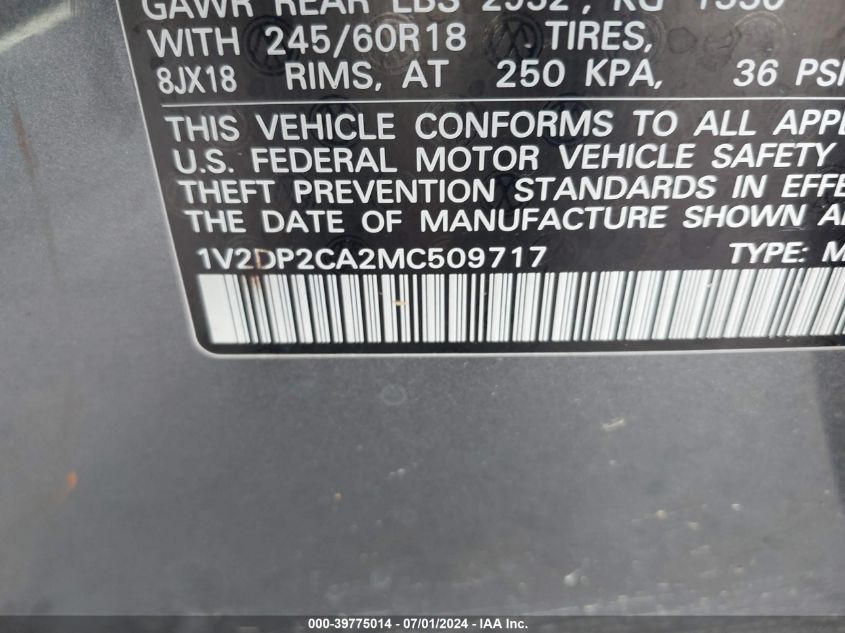 GAWR REAR LBS 2932, KG 1330
WITH 245/60R18 TIRES,
8JX18 RIMS, AT 250 KPA, 36 PSI
THIS VEHICLE CONFORMS TO ALL APPL
U.S. FEDERAL MOTOR VEHICLE SAFETY
THEFT PREVENTION STANDARDS IN EFFE
THE DATE OF MANUFACTURE SHOWN A
1V2DP2CA2MC509717 TYPE: M
000-39775014 / 07/01/2024 - IAA Inc.